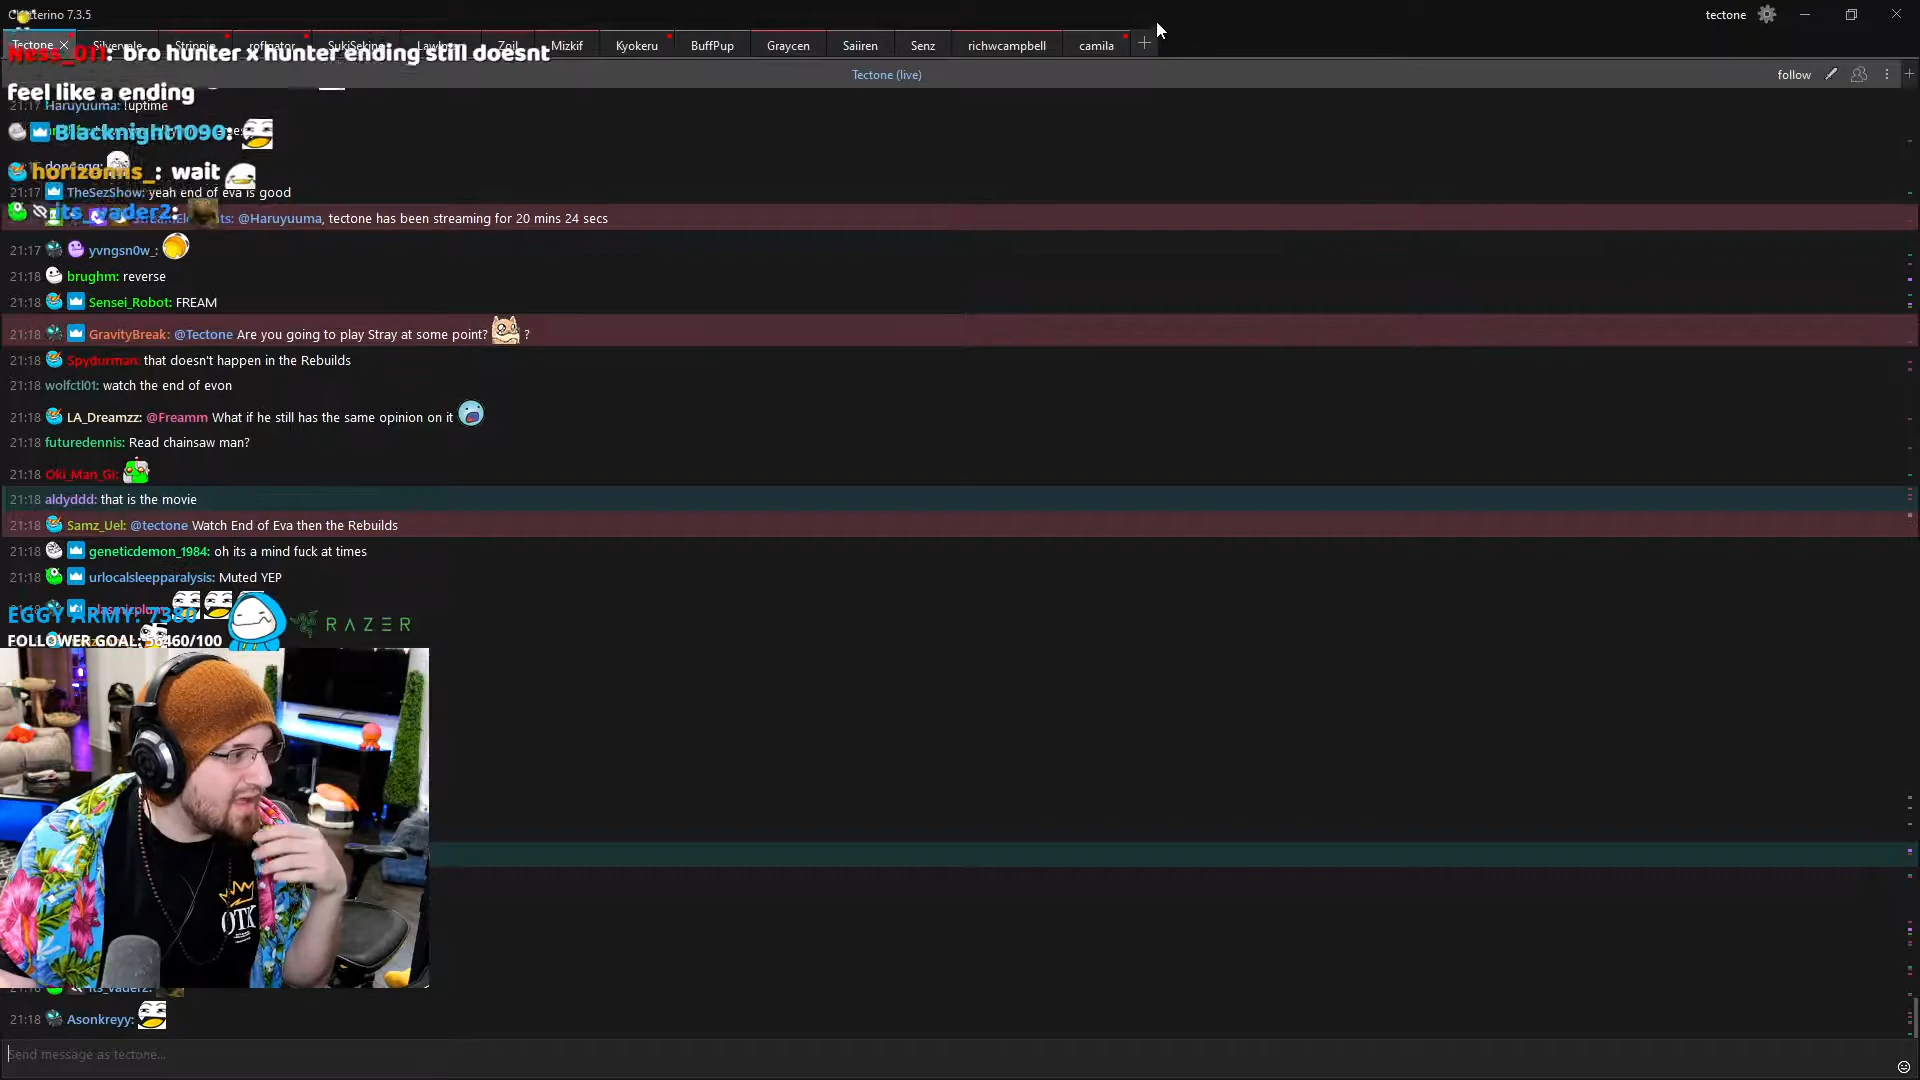 7.3.5
tectone
Tectone
Mizkif
Kyokeru
BuffPup
Graycen
Saiiren
Senz
richwcampbell
camila
Ness_011: bro hunter x hunter ending still doesnt
feel like a ending
Tectone (live)
follow
21:17 Haruyuuma: !uptime
Blacknight1090:
horizonns_: wait
21:17 TheSezShow: yeah end of eva is good
its_vader2:
@Haruyuuma, tectone has been streaming for 20 mins 24 secs
21:17 yvngsn0w_:
21:18 brughm: reverse
21:18 Sensei_Robot: FREAM
21:18 GravityBreak: @Tectone Are you going to play Stray at some point? ?
21:18 Spydurman: that doesn't happen in the Rebuilds
21:18 wolfctl01: watch the end of evon
21:18 LA_Dreamzz: @Freamm What if he still has the same opinion on it
21:18 futuredennis: Read chainsaw man?
21:18 Oki_Man_Gi:
21:18 aldyddd: that is the movie
21:18 Samz_Uel: @tectone Watch End of Eva then the Rebuilds
21:18 geneticdemon_1984: oh its a mind fuck at times
21:18 urlocalsleepparalysis: Muted YEP
EGGY ARMY: 7380
RAZER
FOLLOWER GOAL:
OTK
its_vader2:
21:18 Asonkreyy:
Send message as tectone...